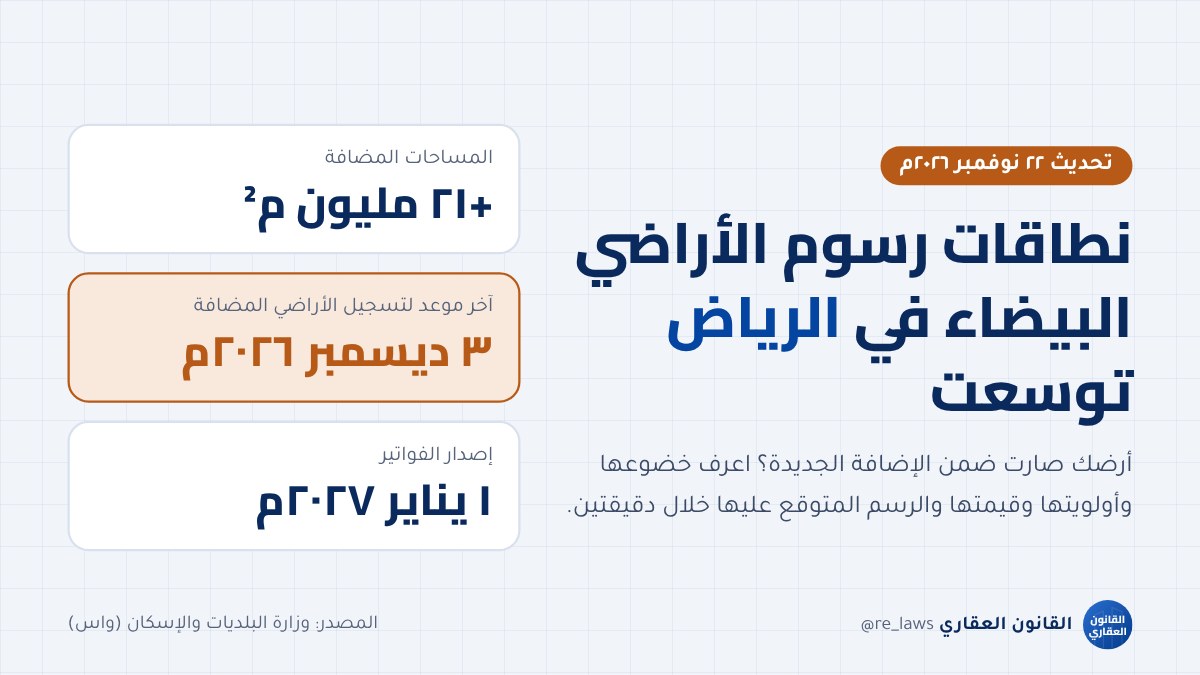 تحديث ٢٢ نوفمبر ٢٠٢٦م
نطاقات رسوم الأراضي
البيضاء في الرياض
توسعت
أرضك صارت ضمن الإضافة الجديدة؟ اعرف خضوعها
وأولويتها وقيمتها والرسم المتوقع عليها خلال دقيقتين.
المساحات المضافة
+٢١ مليون م²
آخر موعد لتسجيل الأراضي المضافة
٣ ديسمبر ٢٠٢٦م
إصدار الفواتير
١ يناير ٢٠٢٧م
القانون
العقاري
القانون العقاري @re_laws
المصدر: وزارة البلديات والإسكان (واس)